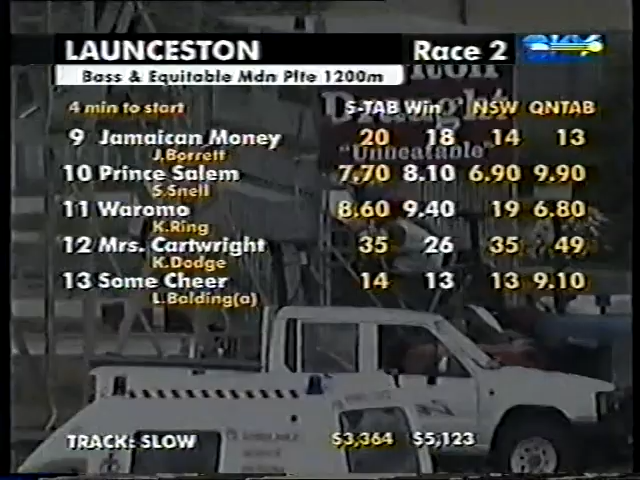 LAUNCESTON Race 2 SKY
Bass & Equitable Mdn Plte 1200m
4 min to start S-TAB Win NSW QNTAB
9 Jamaican Money 20 18 14 13
J.Borrett
10 Prince Salem 7.70 8.10 6.90 9.90
S.Snell
11 Waromo 8.60 9.40 19 6.80
K.Ring
12 Mrs. Cartwright 35 26 35 49
K.Dodge
13 Some Cheer 14 13 13 9.10
L.Balding(a)
TRACK: SLOW $3,364 $5,123
Draught
"Unbeatable"